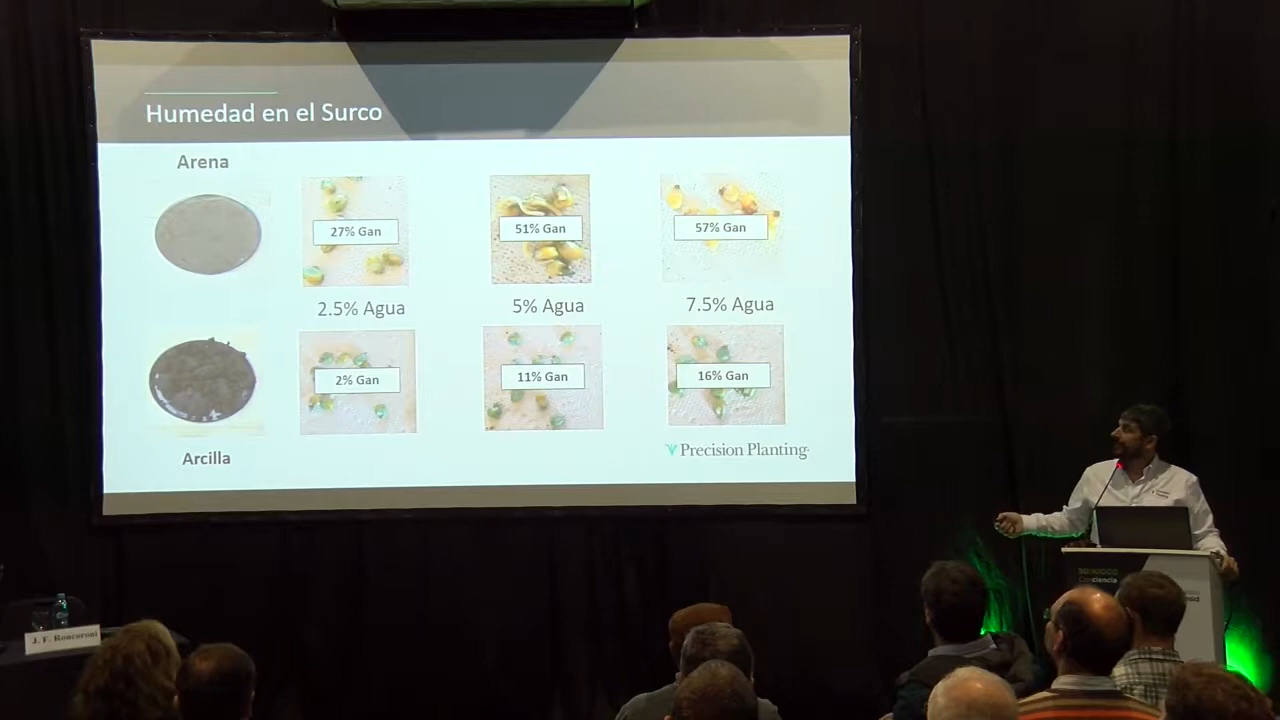 Humedad en el Surco
Arena
27% Gan
51% Gan
57% Gan
2.5% Agua
5% Agua
7.5% Agua
2% Gan
11% Gan
16% Gan
Arcilla
Precision Planting
J. F. Roncoroni
Conciencia